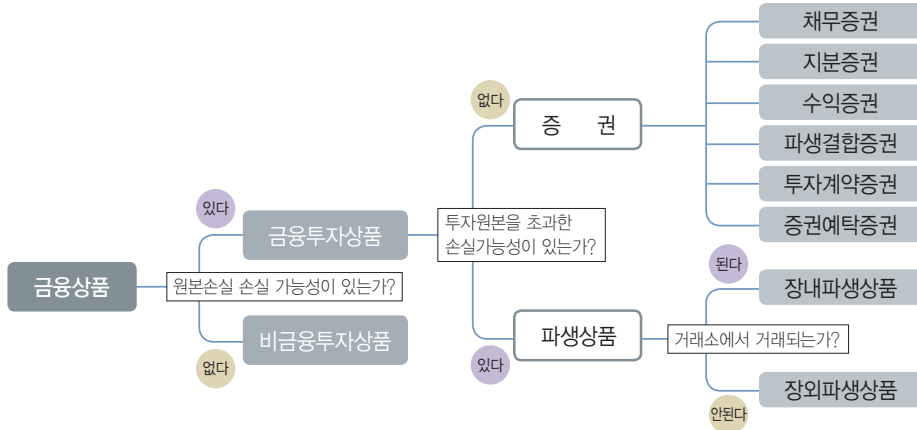 채무증권
지분증권
없다
수익증권
증 권
파생결합증권
투자계약증권
있다
투자원본을 초과한
손실가능성이 있는가?
증권예탁증권
금융투자상품
된다
금융상품
원본손실 손실 가능성이 있는가?
장내파생상품
비금융투자상품
파생상품
거래소에서 거래되는가?
없다
있다
장외파생상품
안된다